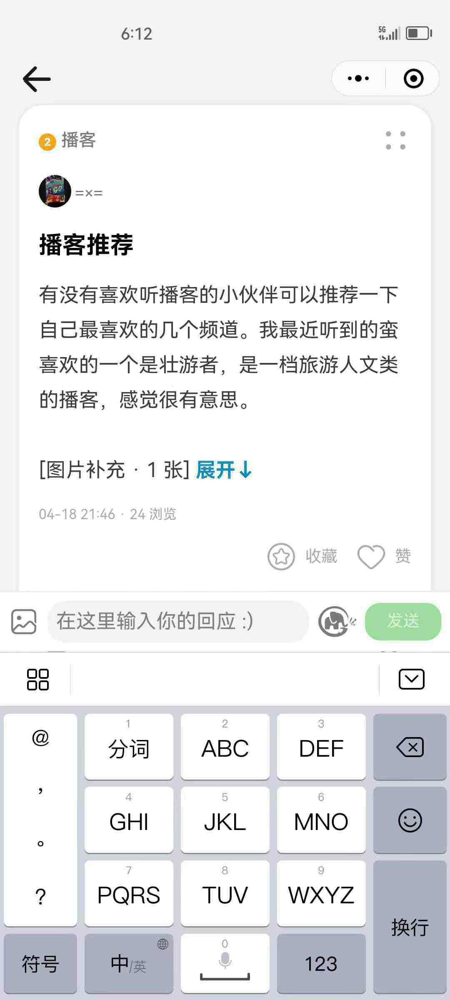 6:12
5G
2 播客
GO
=×=
播客推荐
有没有喜欢听播客的小伙伴可以推荐一下
自己最喜欢的几个频道。我最近听到的蛮
喜欢的一个是壮游者，是一档旅游人文类
的播客，感觉很有意思。
[图片补充 · 1 张] 展开↓
04-18 21:46 · 24 浏览
收藏 赞
在这里输入你的回应 :) 发送
@ 1 2 3
分词 ABC DEF
， 4 5 6
GHI JKL MNO
。 7 8 9
? PQRS TUV WXYZ
换行
符号 中/英 0 123